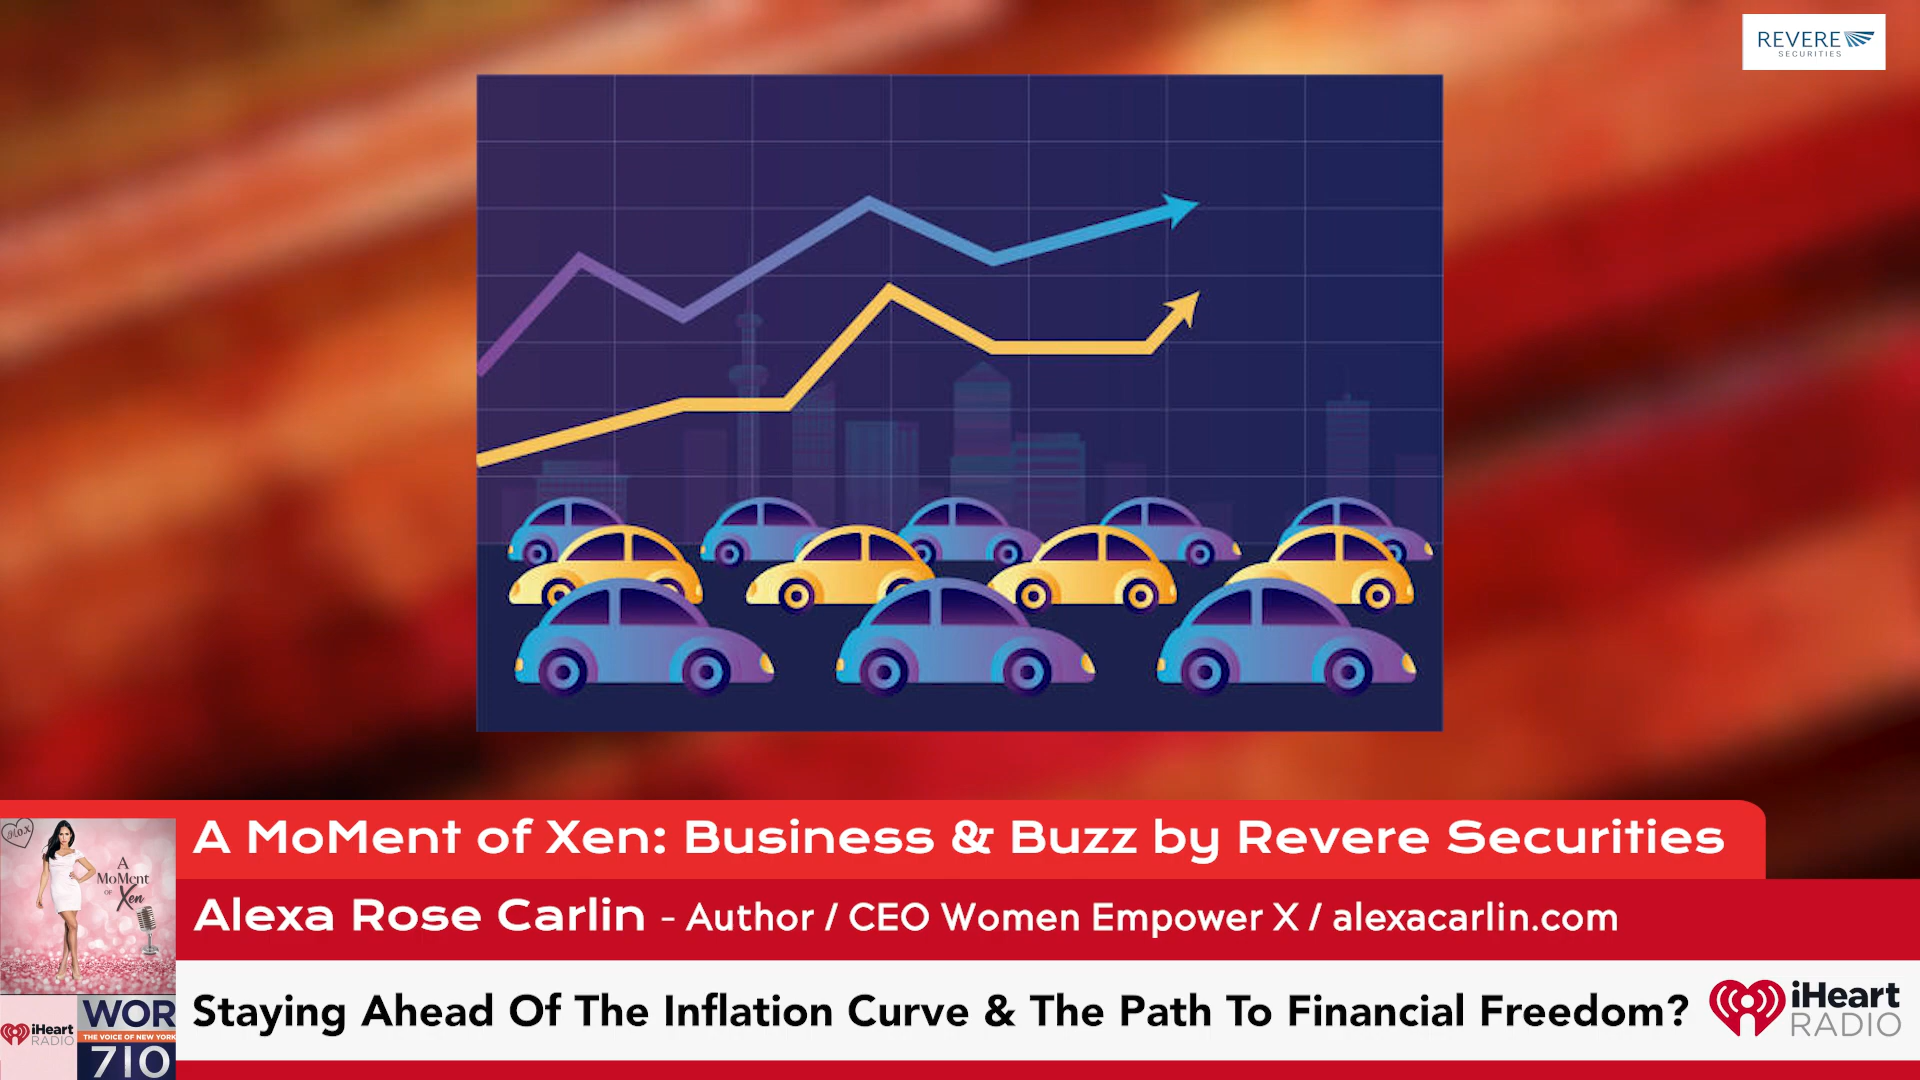 REVERE
SECURITIES
A MoMent of Xen: Business & Buzz by Revere Securities
Alexa Rose Carlin - Author / CEO Women Empower X / alexacarlin.com
Staying Ahead Of The Inflation Curve & The Path To Financial Freedom?
iHeart
RADIO
A
MoMent
OF
Xen
iHeart
RADIO
WOR
THE VOICE OF NEW YORK
710